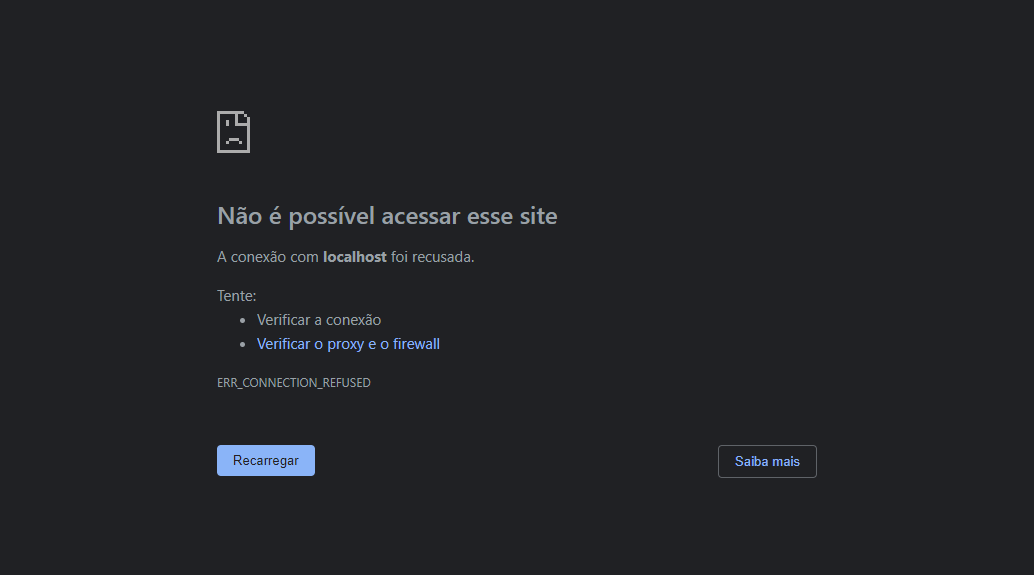 Não é possível acessar esse site
A conexão com localhost foi recusada.
Tente:
• Verificar a conexão
• Verificar o proxy e o firewall
ERR_CONNECTION_REFUSED
Recarregar
Saiba mais